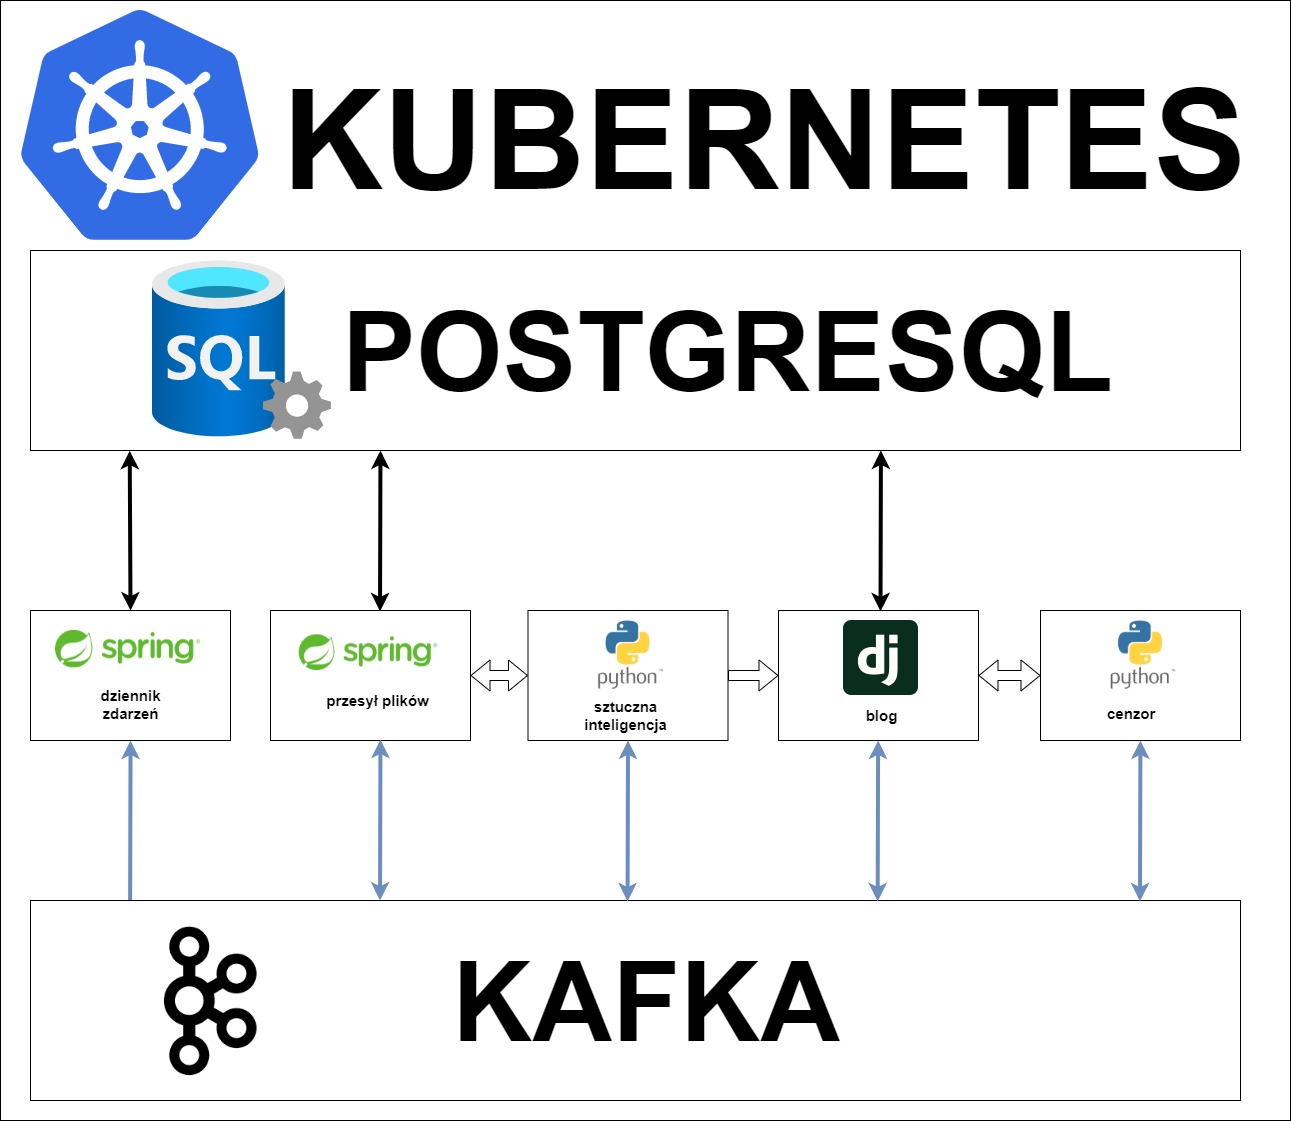 KUBERNETES
SQL
POSTGRESQL
spring
dziennik
zdarzeń
spring
przesył plików
python
sztuczna
inteligencja
dj
blog
python
cenzor
KAFKA